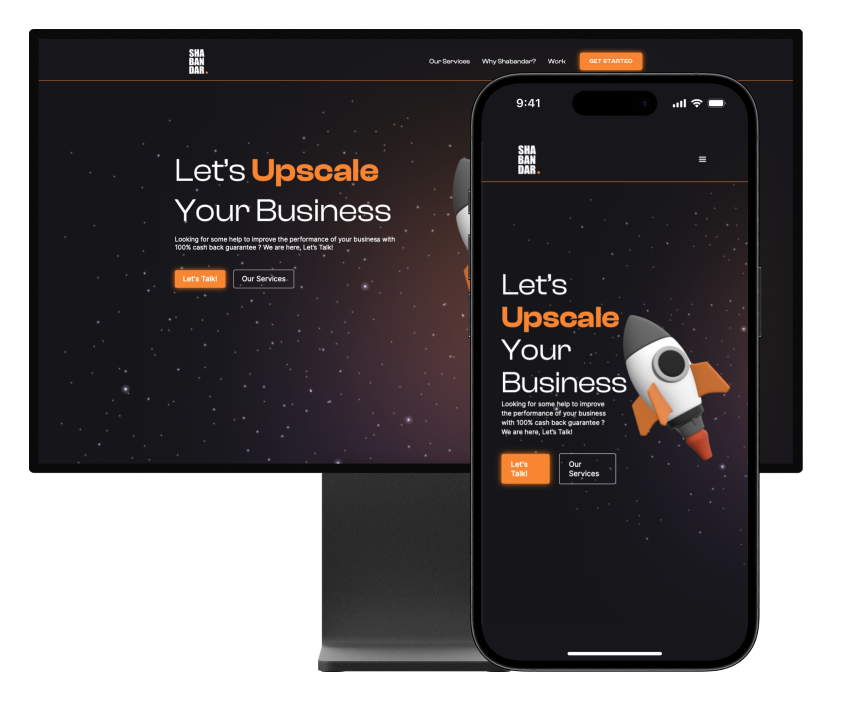 SHA
BAN
DAR.
Our Services Why Shabandar? Work GET STARTED
Let's Upscale
Your Business
Looking for some help to improve the performance of your business with
100% cash back guarantee ? We are here, Let's Talk!
Let's Talk! Our Services
9:41
SHA
BAN
DAR.
Let's
Upscale
Your
Business
Looking for some help to improve
the performance of your business
with 100% cash back guarantee ?
We are here, Let's Talk!
Let's
Talk!
Our
Services